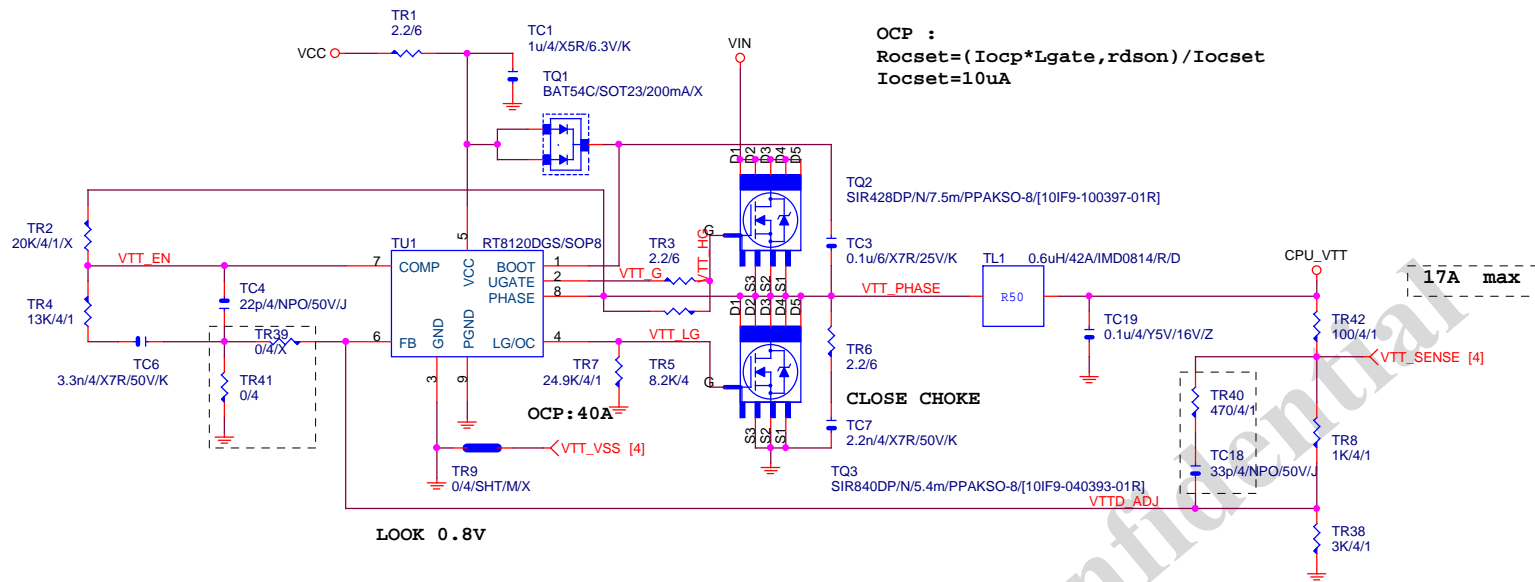 TR1
2.2/6
VCC
TC1
1u/4/X5R/6.3V/K
TQ1
BAT54C/SOT23/200mA/X
VIN
OCP :
Rocset=(Iocp*Lgate,rdson)/Iocset
Iocset=10uA
D1
D2
D3
D4
D5
TQ2
SIR428DP/N/7.5m/PPAKSO-8/[10IF9-100397-01R]
G
S3
S2
S1
TR2
20K/4/1/X
VTT_EN
TU1
RT8120DGS/SOP8
7
COMP
5
VCC
BOOT
1
UGATE
2
PHASE
8
6
FB
GND
3
PGND
9
LG/OC
4
VTT_G
TR3
2.2/6
VTT_HG
TC3
0.1u/6/X7R/25V/K
VTT_PHASE
TL1
0.6uH/42A/IMD0814/R/D
R50
CPU_VTT
17A max
TR4
13K/4/1
TC4
22p/4/NPO/50V/J
TR39
0/4/X
TC6
3.3n/4/X7R/50V/K
TR41
0/4
VTT_LG
TR7
24.9K/4/1
TR5
8.2K/4
OCP:40A
D1
D2
D3
D4
D5
G
S3
S2
S1
TR6
2.2/6
CLOSE CHOKE
TC7
2.2n/4/X7R/50V/K
TQ3
SIR840DP/N/5.4m/PPAKSO-8/[10IF9-040393-01R]
TC19
0.1u/4/Y5V/16V/Z
TR42
100/4/1
VTT_SENSE [4]
TR40
470/4/1
TC18
33p/4/NPO/50V/J
TR8
1K/4/1
VTTD_ADJ
TR38
3K/4/1
VTT_VSS [4]
TR9
0/4/SHT/M/X
LOOK 0.8V
nfidential